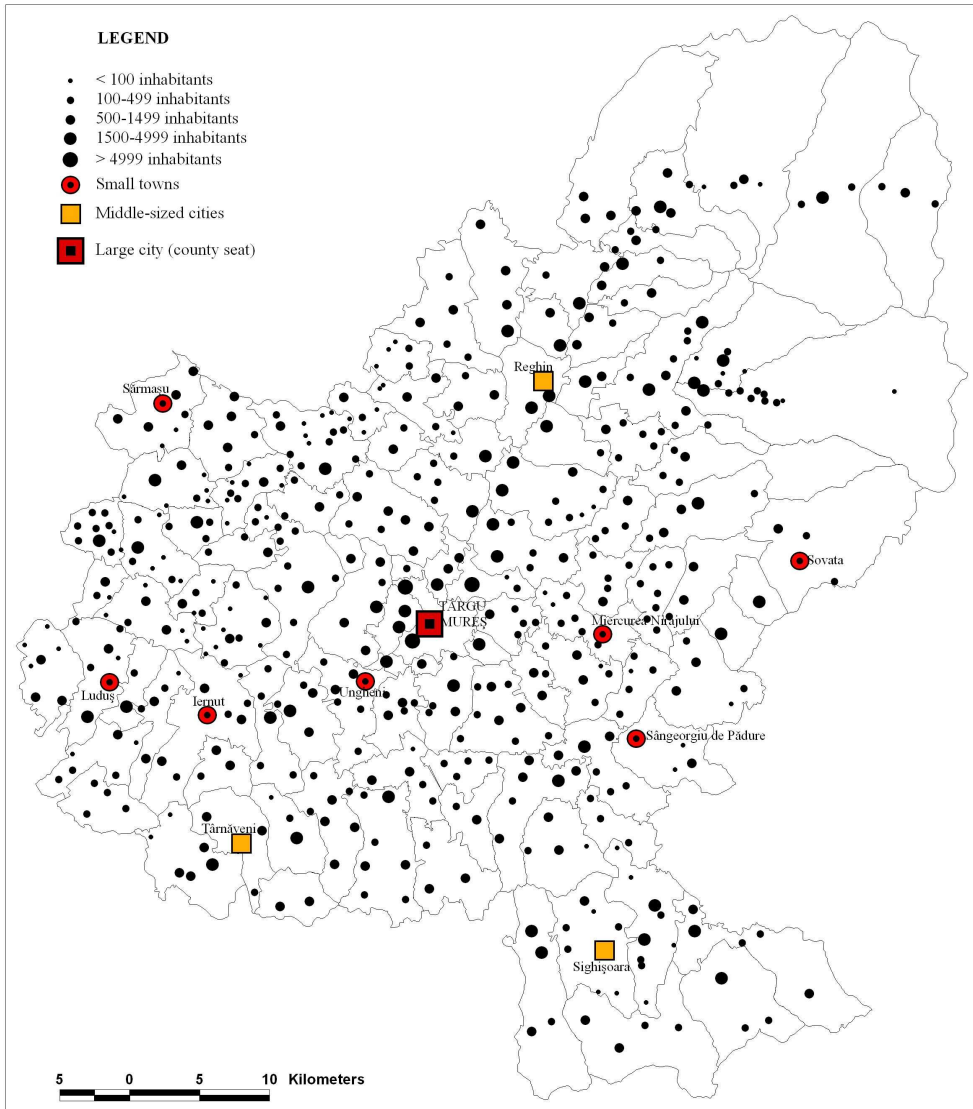 LEGEND
< 100 inhabitants
100-499 inhabitants
500-1499 inhabitants
1500-4999 inhabitants
> 4999 inhabitants
Small towns
Middle-sized cities
Large city (county seat)
Reghin
Sărmașu
Sovata
TÂRGU
MUREȘ
Miercurea Nirajului
Luduș
Iernut
Ungheni
Sângeorgiu de Pădure
Târnăveni
Sighișoara
5 0 5 10 Kilometers